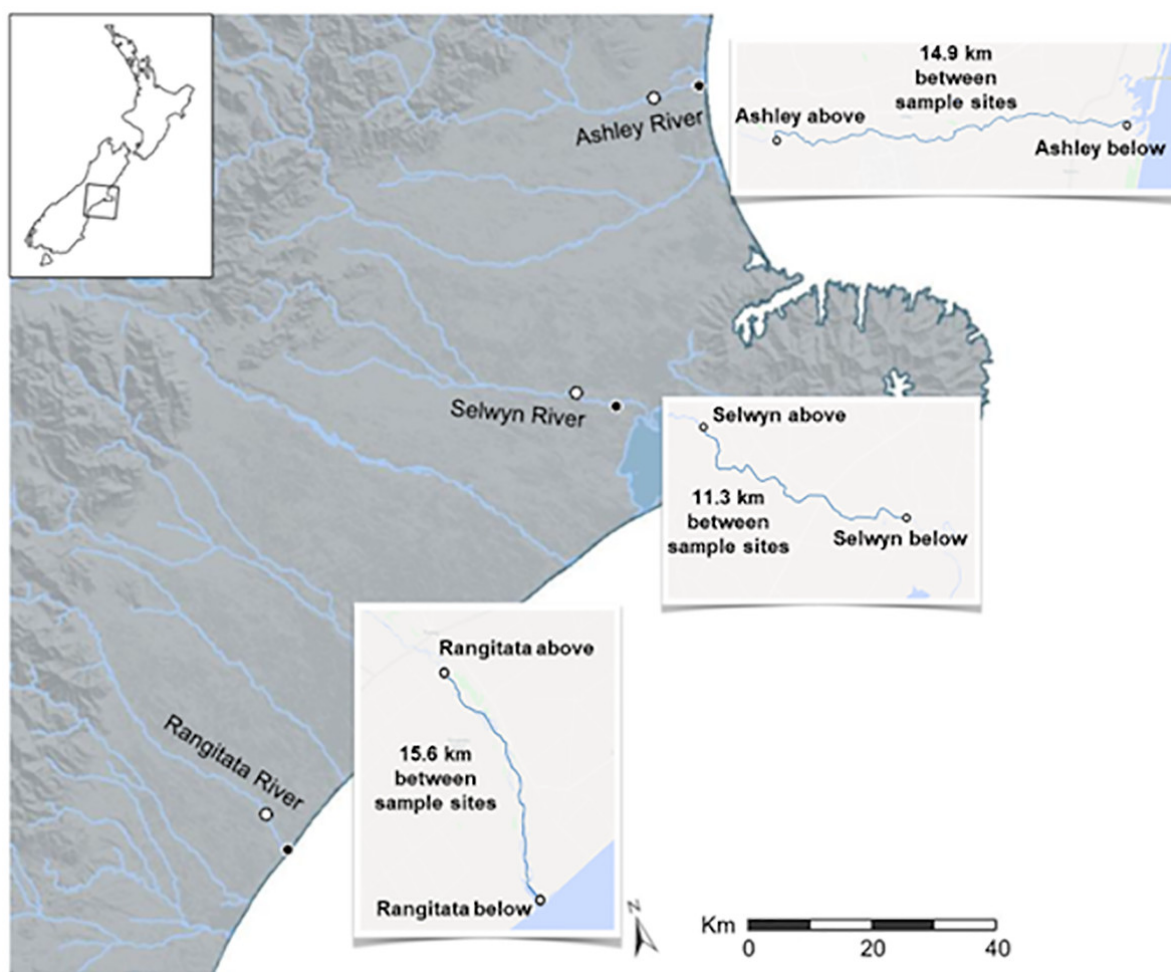 14.9 km
between
sample sites
Ashley above
Ashley below
Ashley River
Selwyn River
Selwyn above
11.3 km
between
sample sites
Selwyn below
Rangitata above
15.6 km
between
sample sites
Rangitata below
Rangitata River
N
Km
0 20 40